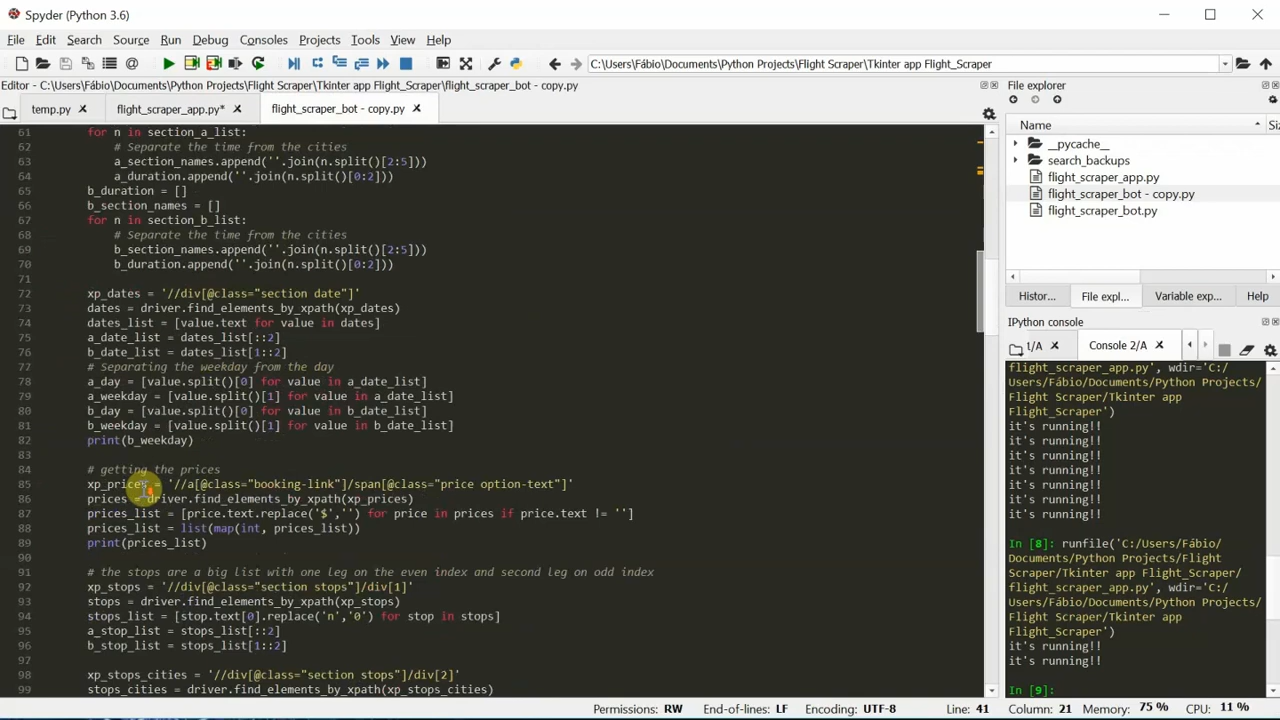 Spyder (Python 3.6)
File Edit Search Source Run Debug Consoles Projects Tools View Help
C:\Users\Fábio\Documents\Python Projects\Flight Scraper\Tkinter app Flight_Scraper
Editor - C:\Users\Fábio\Documents\Python Projects\Flight Scraper\Tkinter app Flight_Scraper\flight_scraper_bot - copy.py
temp.py flight_scraper_app.py* flight_scraper_bot - copy.py
61 for n in section_a_list:
62 # Separate the time from the cities
63 a_section_names.append(''.join(n.split()[2:5]))
64 a_duration.append(''.join(n.split()[0:2]))
65 b_duration = []
66 b_section_names = []
67 for n in section_b_list:
68 # Separate the time from the cities
69 b_section_names.append(''.join(n.split()[2:5]))
70 b_duration.append(''.join(n.split()[0:2]))
71
72 xp_dates = '//div[@class="section date"]'
73 dates = driver.find_elements_by_xpath(xp_dates)
74 dates_list = [value.text for value in dates]
75 a_date_list = dates_list[::2]
76 b_date_list = dates_list[1::2]
77 # Separating the weekday from the day
78 a_day = [value.split()[0] for value in a_date_list]
79 a_weekday = [value.split()[1] for value in a_date_list]
80 b_day = [value.split()[0] for value in b_date_list]
81 b_weekday = [value.split()[1] for value in b_date_list]
82 print(b_weekday)
83
84 # getting the prices
85 xp_prices = '//a[@class="booking-link"]/span[@class="price option-text"]'
86 prices = driver.find_elements_by_xpath(xp_prices)
87 prices_list = [price.text.replace('$','') for price in prices if price.text != '']
88 prices_list = list(map(int, prices_list))
89 print(prices_list)
90
91 # the stops are a big list with one leg on the even index and second leg on odd index
92 xp_stops = '//div[@class="section stops"]/div[1]'
93 stops = driver.find_elements_by_xpath(xp_stops)
94 stops_list = [stop.text[0].replace('n','0') for stop in stops]
95 a_stop_list = stops_list[::2]
96 b_stop_list = stops_list[1::2]
97
98 xp_stops_cities = '//div[@class="section stops"]/div[2]'
99 stops_cities = driver.find_elements_by_xpath(xp_stops_cities)
File explorer
Name Siz
__pycache__
search_backups
flight_scraper_app.py
flight_scraper_bot - copy.py
flight_scraper_bot.py
Histor... File expl... Variable exp... Help
IPython console
1/A Console 2/A
flight_scraper_app.py', wdir='C:/
Users/Fábio/Documents/Python Projects/
Flight Scraper/Tkinter app
Flight_Scraper')
it's running!!
it's running!!
it's running!!
it's running!!
it's running!!
it's running!!
it's running!!
In [8]: runfile('C:/Users/Fábio/
Documents/Python Projects/Flight
Scraper/Tkinter app Flight_Scraper/
flight_scraper_app.py', wdir='C:/
Users/Fábio/Documents/Python Projects/
Flight Scraper/Tkinter app
Flight_Scraper')
it's running!!
it's running!!
In [9]:
Permissions: RW End-of-lines: LF Encoding: UTF-8 Line: 41 Column: 21 Memory: 75 % CPU: 11 %